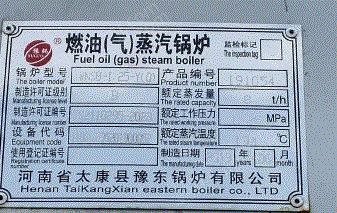 豫锅
燃油(气)蒸汽锅炉
Fuel oil (gas) steam boiler
监检标记
The inspection tag
锅炉型号
The boiler model
产品编号
product number
L91C54
制造许可证级别
Manufacturing license level
B
额定蒸发量
The rated capacity
t/h
制造许可证编号
Manufacturing license number
额定工作压力
The rated working pressure
MPa
设备代码
Equipment code
额定蒸汽温度
The rated steam temperature
℃
使用登记证编号
Registration certificate number
制造日期
Manufacturing date
年
year
月
month
河南省太康县豫东锅炉有限公司
Henan TaiKangXian eastern boiler co., LTD